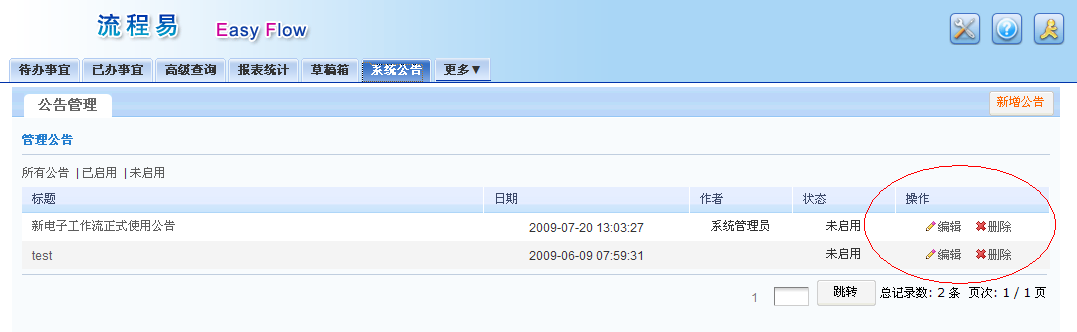 流程易 Easy Flow
待办事宜 已办事宜 高级查询 报表统计 草稿箱 系统公告 更多▼
公告管理 新增公告
管理公告
所有公告 | 已启用 | 未启用
标题 日期 作者 状态 操作
新电子工作流正式使用公告 2009-07-20 13:03:27 系统管理员 未启用 编辑 删除
test 2009-06-09 07:59:31 未启用 编辑 删除
1 跳转 总记录数: 2 条 页次: 1 / 1 页